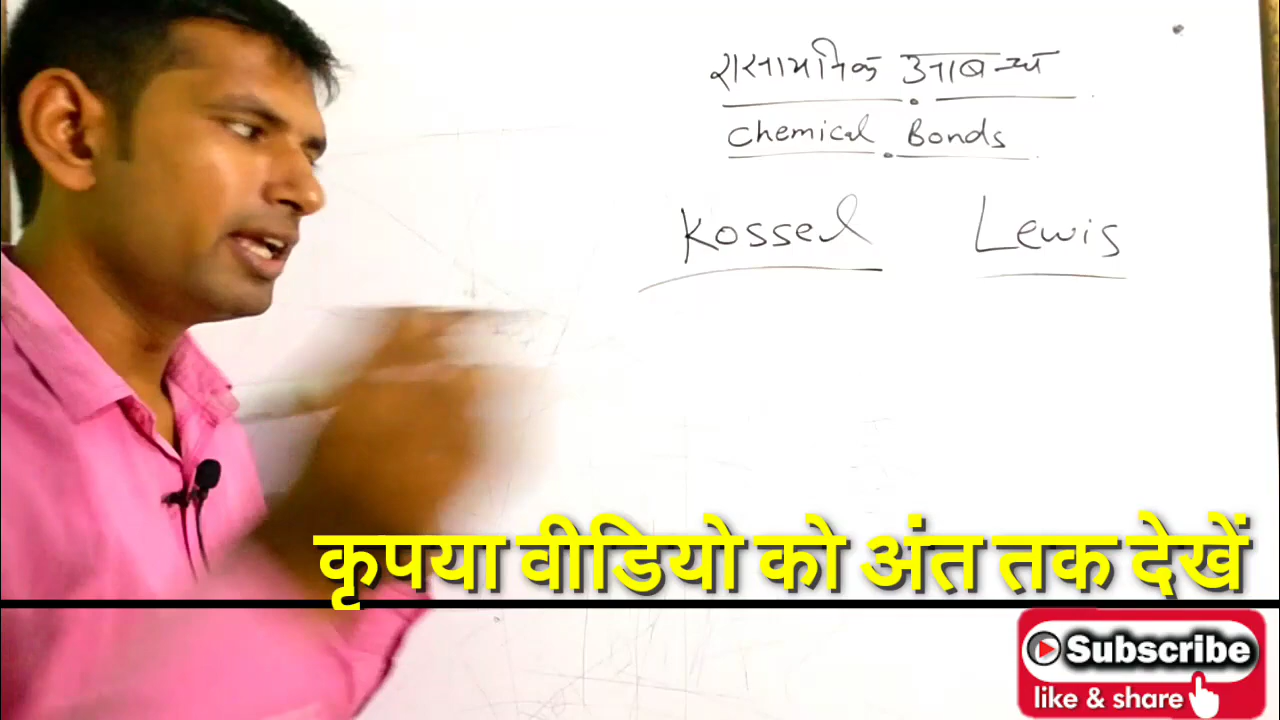 रासायनिक आबन्ध
Chemical Bonds
Kossel Lewis
कृपया वीडियो को अंत तक देखें
Subscribe
like & share